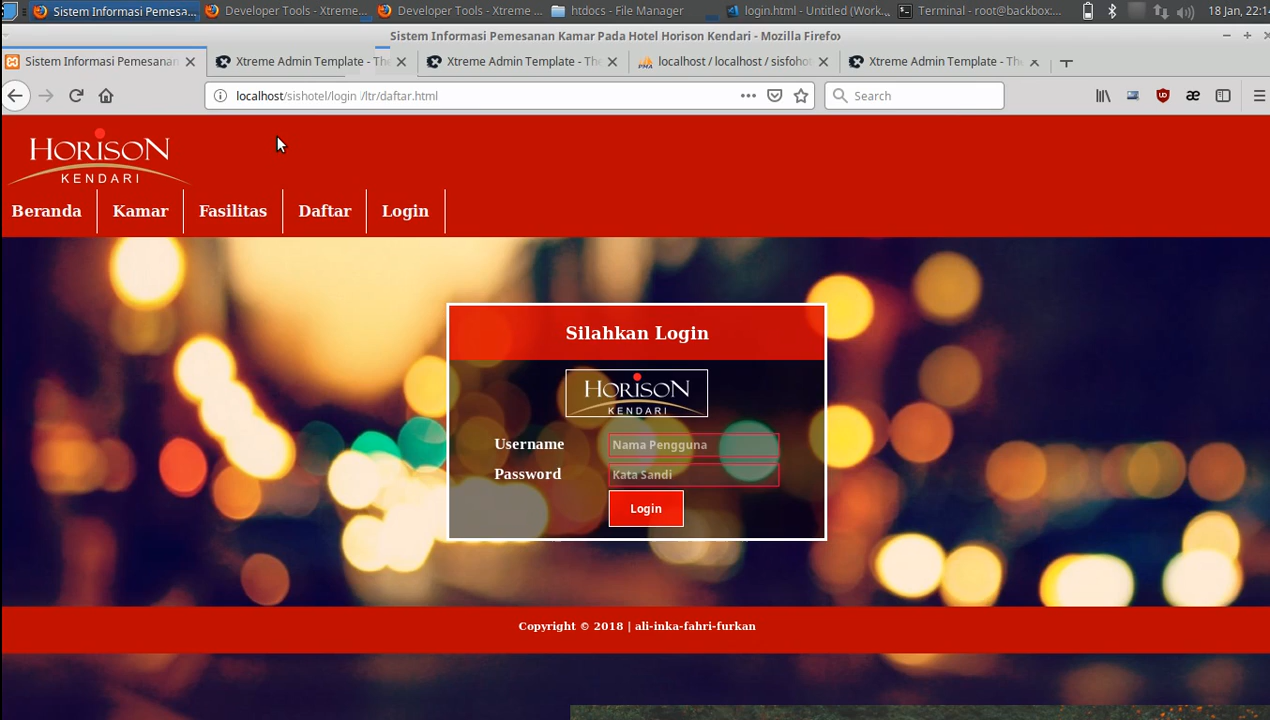 Sistem Informasi Pemesa...
Developer Tools - Xtreme...
Developer Tools - Xtreme ...
htdocs - File Manager
login.html - Untitled (Work...
Terminal - root@backbox:...
18 Jan, 22:14
Sistem Informasi Pemesanan Kamar Pada Hotel Horison Kendari - Mozilla Firefox
Sistem Informasi Pemesanan
Xtreme Admin Template - The
Xtreme Admin Template - The
localhost / localhost / sisfohot
Xtreme Admin Template - The
localhost/sishotel/login /ltr/daftar.html
Search
HORISON
KENDARI
Beranda
Kamar
Fasilitas
Daftar
Login
Silahkan Login
HORISON
KENDARI
Username
Nama Pengguna
Password
Kata Sandi
Login
Copyright © 2018 | ali-inka-fahri-furkan